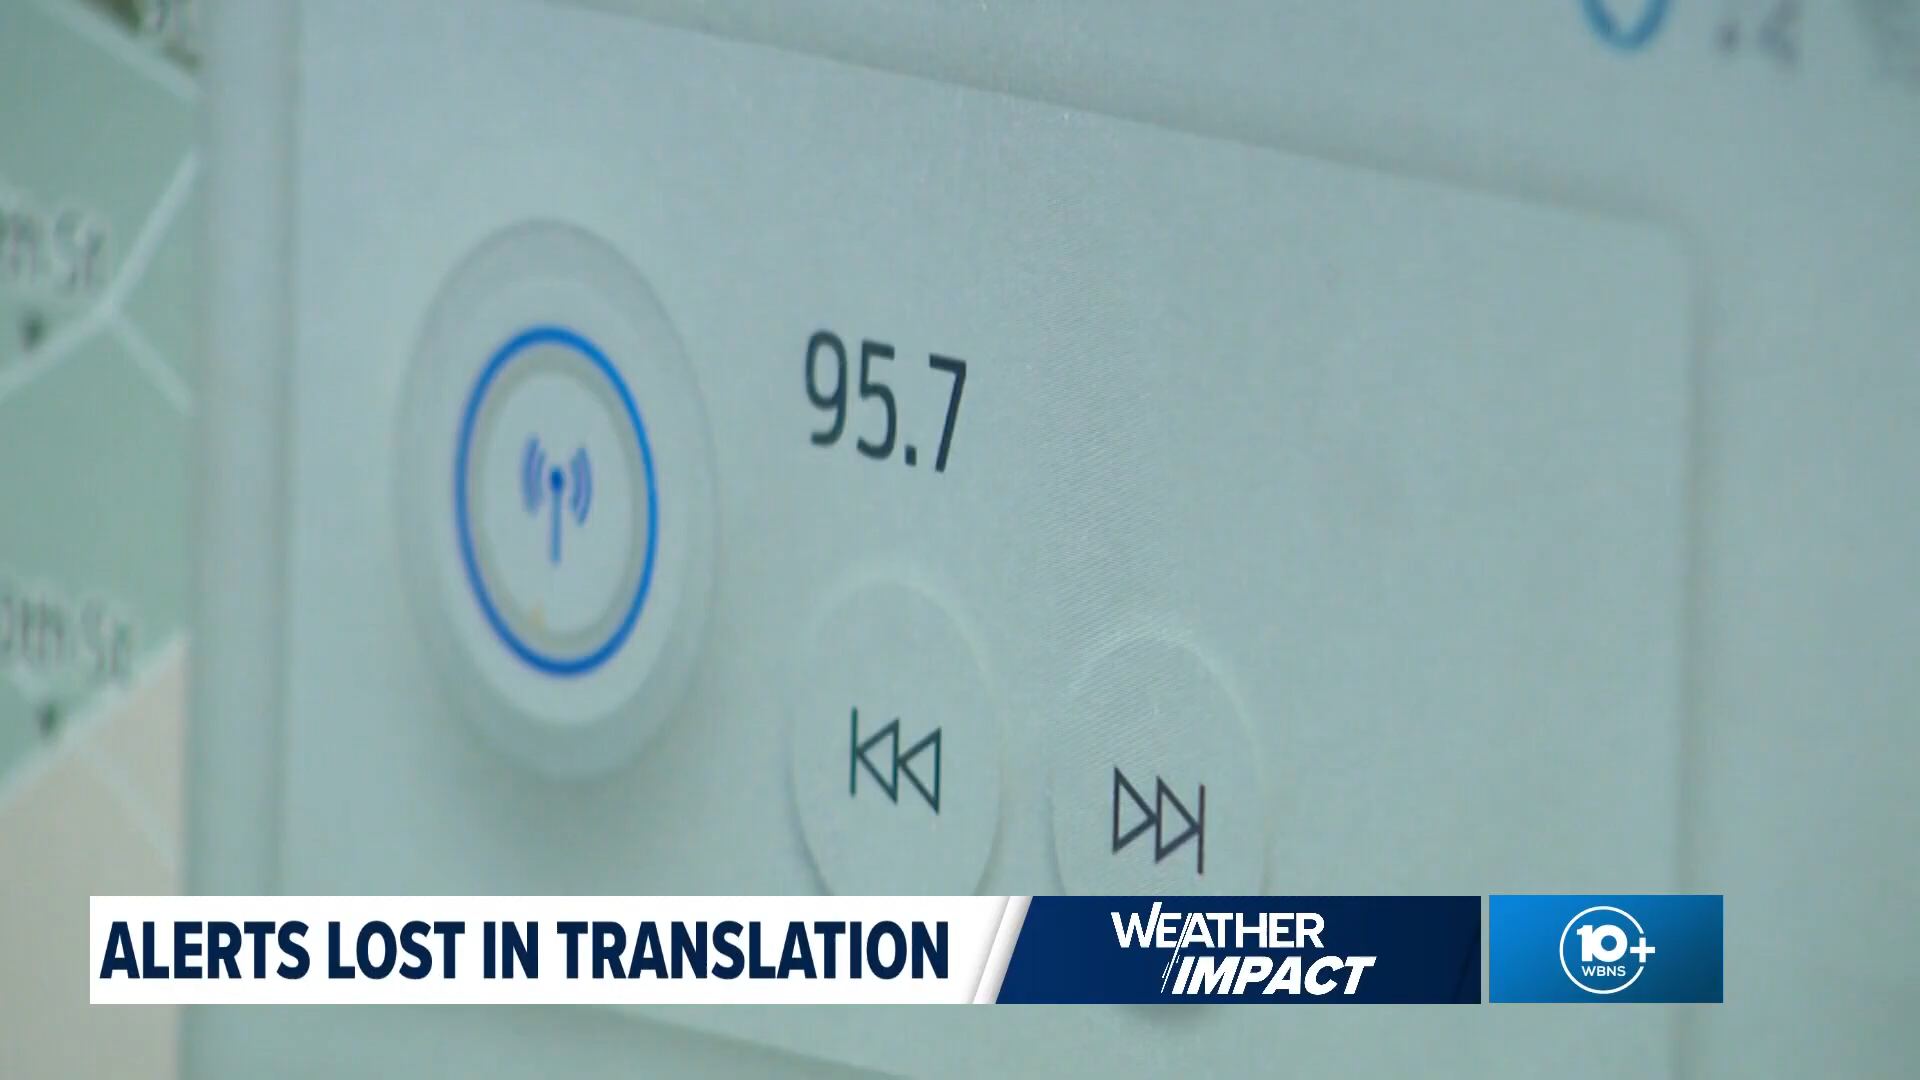 95.7
ALERTS LOST IN TRANSLATION
WEATHER
IMPACT
10+
WBNS